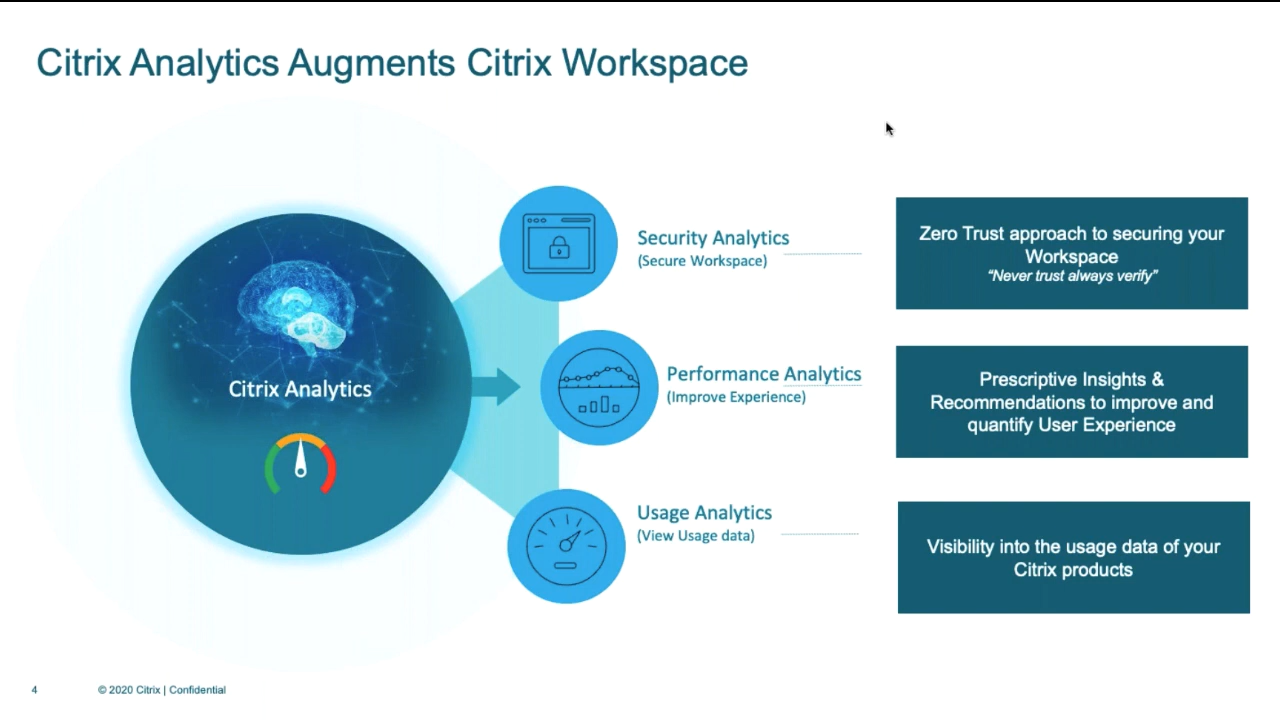 Citrix Analytics Augments Citrix Workspace
Citrix Analytics
Security Analytics
(Secure Workspace)
Zero Trust approach to securing your
Workspace
“Never trust always verify”
Performance Analytics
(Improve Experience)
Prescriptive Insights &
Recommendations to improve and
quantify User Experience
Usage Analytics
(View Usage data)
Visibility into the usage data of your
Citrix products
4
© 2020 Citrix | Confidential